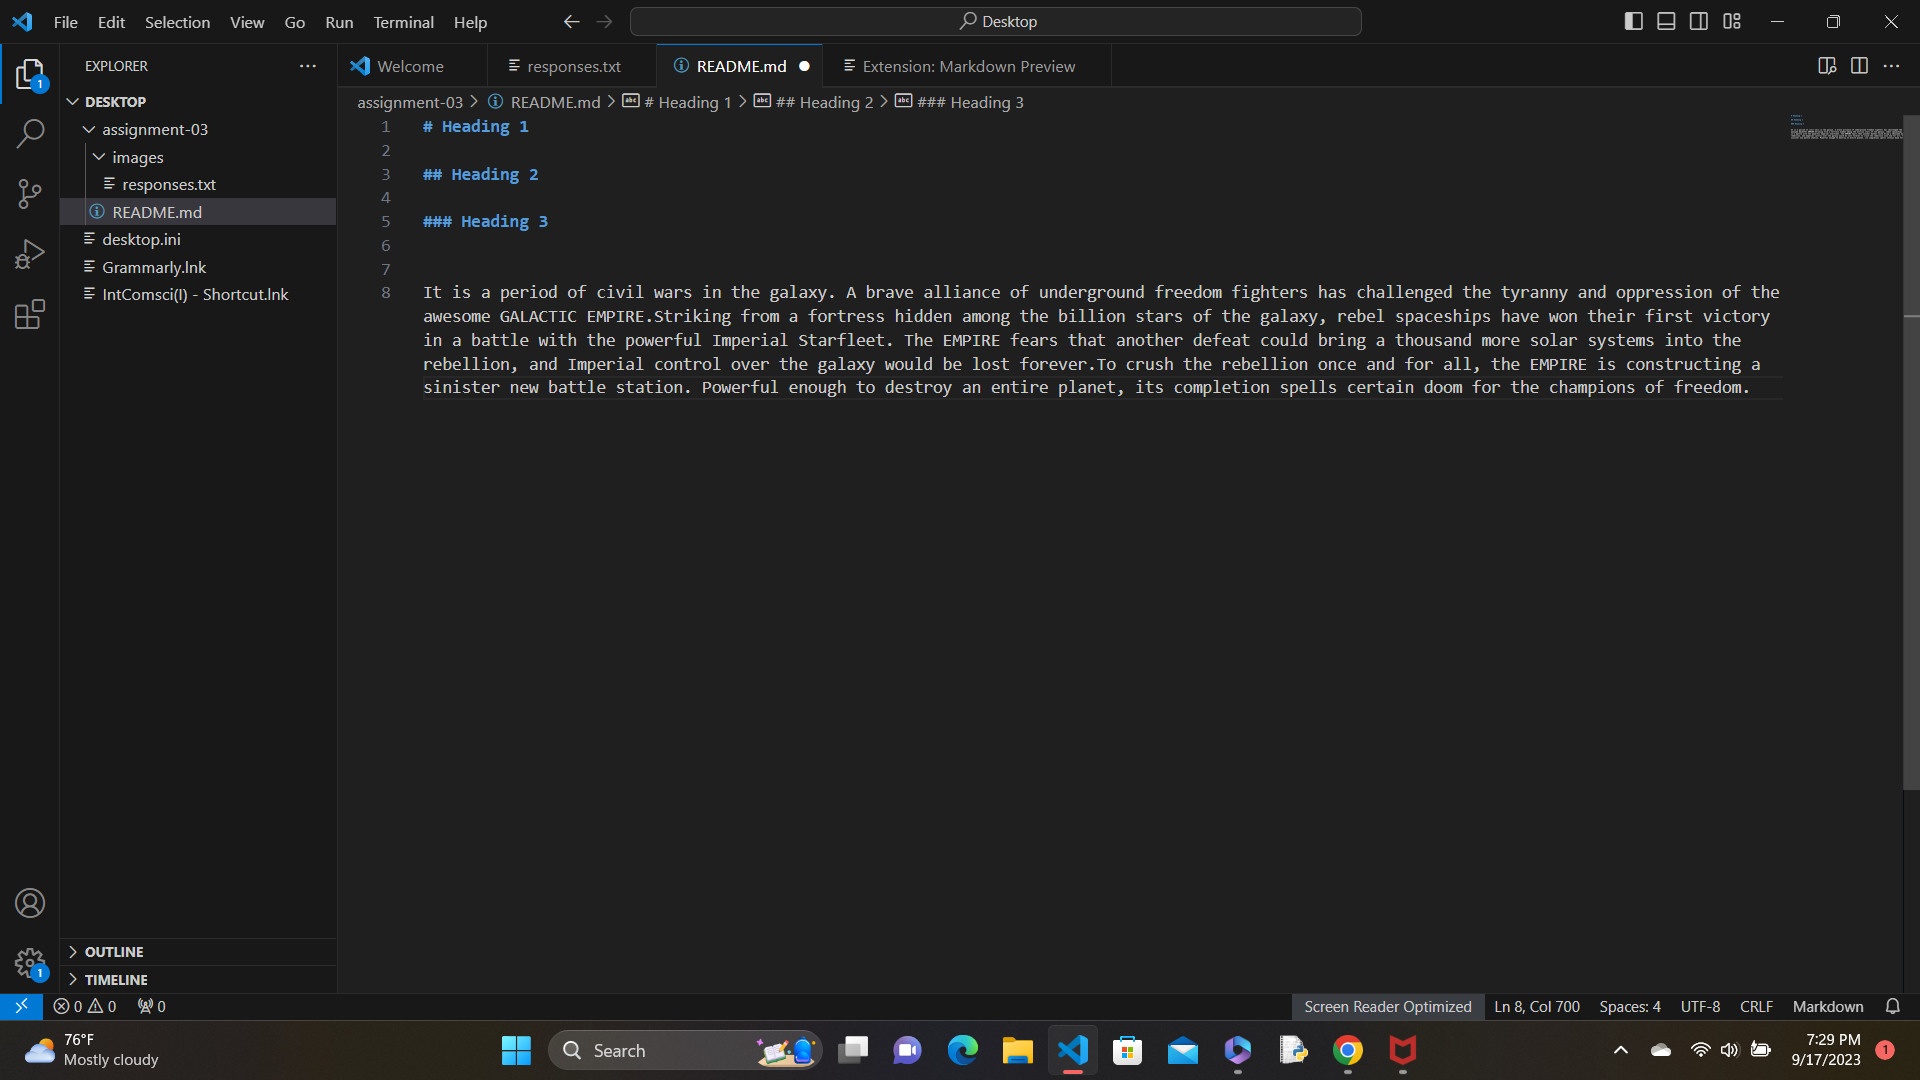 File Edit Selection View Go Run Terminal Help Desktop
EXPLORER Welcome responses.txt README.md Extension: Markdown Preview
DESKTOP
assignment-03
images
responses.txt
README.md
desktop.ini
Grammarly.lnk
IntComsci(I) - Shortcut.lnk
assignment-03 README.md # Heading 1 ## Heading 2 ### Heading 3
1 # Heading 1
2
3 ## Heading 2
4
5 ### Heading 3
6
7
8 It is a period of civil wars in the galaxy. A brave alliance of underground freedom fighters has challenged the tyranny and oppression of the
awesome GALACTIC EMPIRE.Striking from a fortress hidden among the billion stars of the galaxy, rebel spaceships have won their first victory
in a battle with the powerful Imperial Starfleet. The EMPIRE fears that another defeat could bring a thousand more solar systems into the
rebellion, and Imperial control over the galaxy would be lost forever.To crush the rebellion once and for all, the EMPIRE is constructing a
sinister new battle station. Powerful enough to destroy an entire planet, its completion spells certain doom for the champions of freedom.
1
OUTLINE
1
TIMELINE
0 0 0 Screen Reader Optimized Ln 8, Col 700 Spaces: 4 UTF-8 CRLF Markdown
76°F
Mostly cloudy
Search
7:29 PM
9/17/2023
1